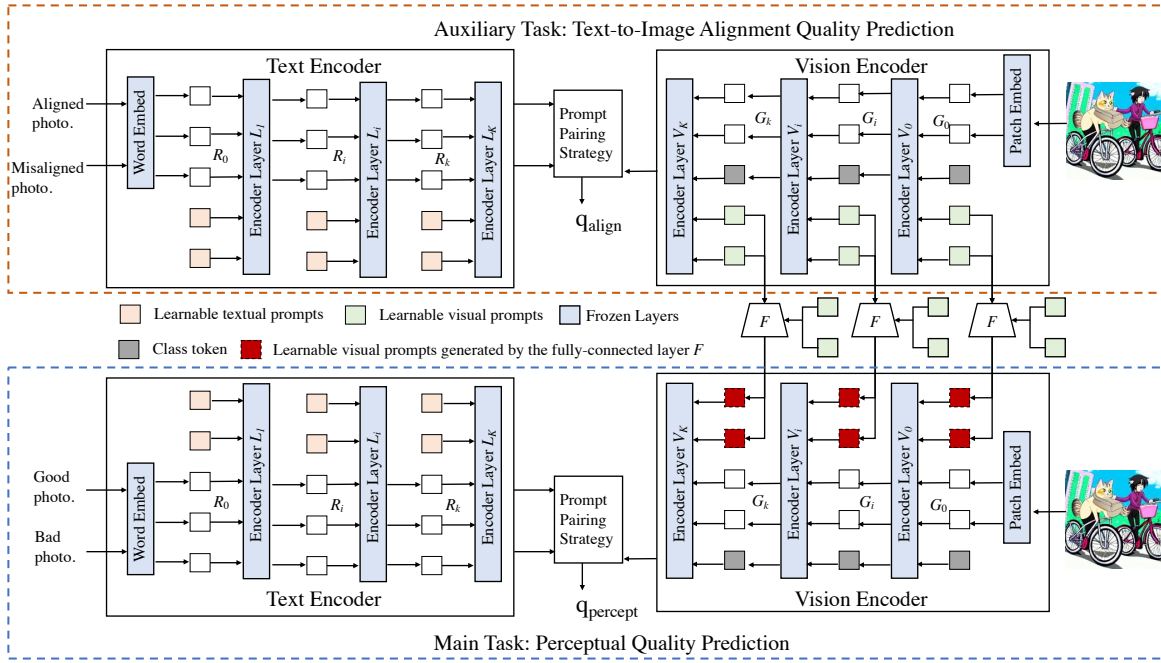 Auxiliary Task: Text-to-Image Alignment Quality Prediction
Text Encoder
Vision Encoder
Aligned
photo.
Misaligned
photo.
Word Embed
R0
Encoder Layer L1
Ri
Encoder Layer Li
Rk
Encoder Layer LK
Prompt
Pairing
Strategy
qalign
Encoder Layer VK
Gk
Encoder Layer Vi
Gi
Encoder Layer V0
G0
Patch Embed
Learnable textual prompts
Learnable visual prompts
Frozen Layers
Class token
Learnable visual prompts generated by the fully-connected layer F
F
F
F
Good
photo.
Bad
photo.
Word Embed
R0
Encoder Layer L1
Ri
Encoder Layer Li
Rk
Encoder Layer LK
Prompt
Pairing
Strategy
qpercept
Encoder Layer VK
Gk
Encoder Layer Vi
Gi
Encoder Layer V0
G0
Patch Embed
Text Encoder
Vision Encoder
Main Task: Perceptual Quality Prediction